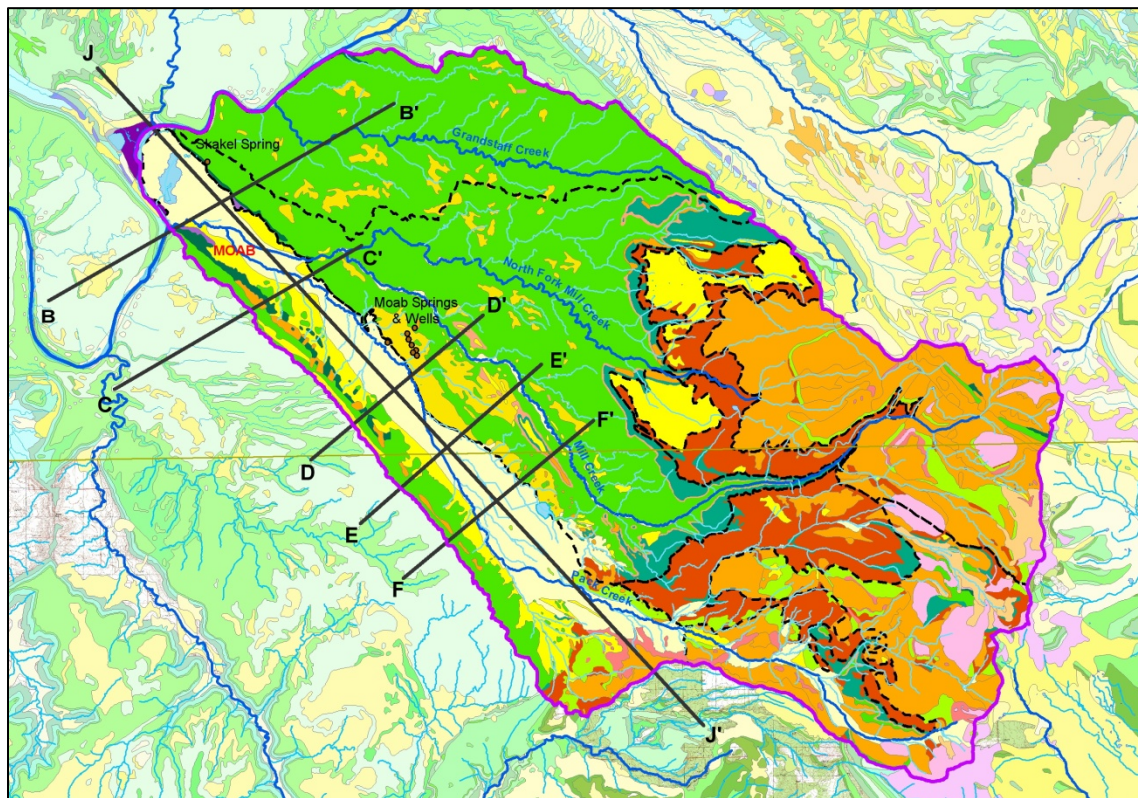 J
B'
Grandstaff Creek
Skakel Spring
MOAB
C'
North Fork Mill Creek
Moab Springs
& Wells
D'
B
E'
C
F'
Mill Creek
D
E
F
Pack Creek
J'